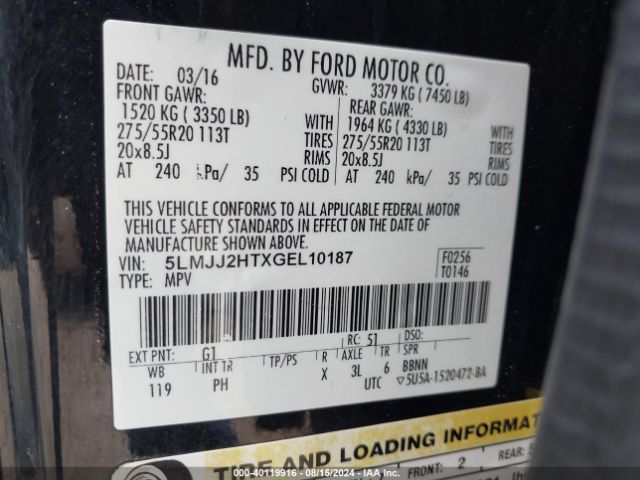 MFD. BY FORD MOTOR CO.
DATE: 03/16 GVWR: 3379 KG ( 7450 LB)
FRONT GAWR: REAR GAWR:
1520 KG ( 3350 LB) WITH 1964 KG ( 4330 LB) WITH
275/55R20 113T TIRES 275/55R20 113T TIRES
20x8.5J RIMS 20x8.5J RIMS
AT 240 kPa/ 35 PSI COLD AT 240 kPa/ 35 PSI COLD
THIS VEHICLE CONFORMS TO ALL APPLICABLE FEDERAL MOTOR
VEHICLE SAFETY STANDARDS IN EFFECT ON THE DATE OF
MANUFACTURE SHOWN ABOVE.
VIN: 5LMJJ2HTXGEL10187 F0256
TYPE: MPV T0146
EXT PNT: G1 RC: 51 DSO:
WB INT TR TP/PS R AXLE TR SPR
119 PH X 3L 6 BBNN
UTC ▽5U5A-1520472-BA
TIRE AND LOADING INFORMAT
FRONT: 2 REAR:
00-40119916 - 08/15/2024 - IAA Inc.